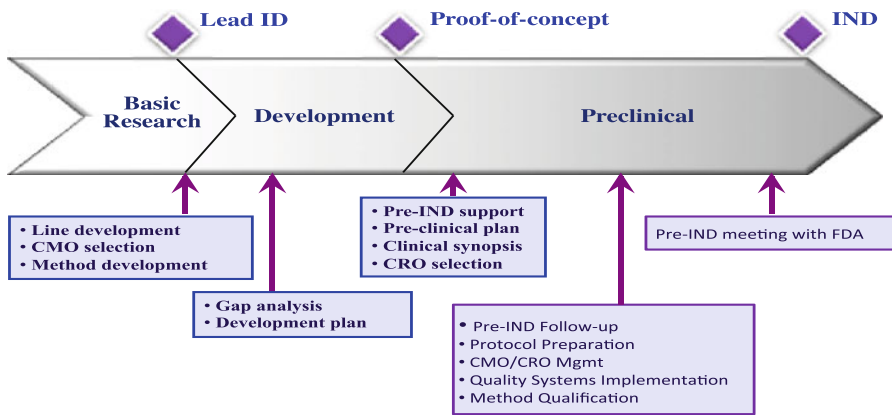 Lead ID
Proof-of-concept
IND
Basic
Research
Development
Preclinical
• Line development
• CMO selection
• Method development
• Pre-IND support
• Pre-clinical plan
• Clinical synopsis
• CRO selection
Pre-IND meeting with FDA
• Gap analysis
• Development plan
• Pre-IND Follow-up
• Protocol Preparation
• CMO/CRO Mgmt
• Quality Systems Implementation
• Method Qualification